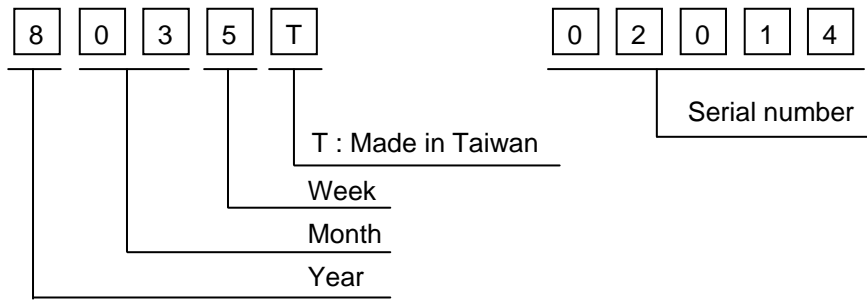 8 0 3 5 T 0 2 0 1 4
Serial number
T : Made in Taiwan
Week
Month
Year